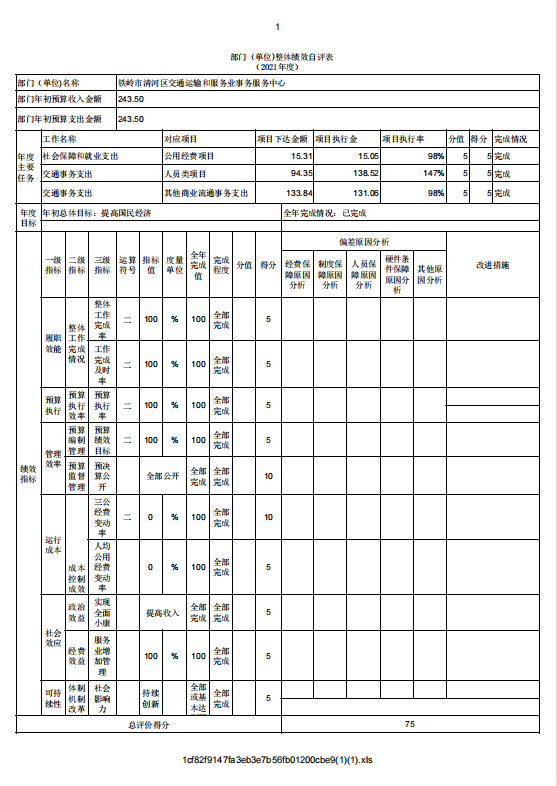 1
部门（单位)整体绩效自评表
（2021年度）
部门（单位)名称 铁岭市清河区交通运输和服务业事务服务中心
部门年初预算收入金额 243.50
部门年初预算支出金额 243.50
年度主要任务 工作名称 对应项目 项目下达金额 项目执行金 项目执行率 分值 得分 完成情况
社会保障和就业支出 公用经费项目 15.31 15.05 98% 5 5 完成
交通事务支出 人员类项目 94.35 138.52 147% 5 5 完成
交通事务支出 其他商业流通事务支出 133.84 131.06 98% 5 5 完成
年度目标 年初总体目标：提高国民经济 全年完成情况：已完成
绩效指标 一级指标 二级指标 三级指标 运算符号 指标值 度量单位 全年完成值 完成程度 分值 得分 偏差原因分析 改进措施
经费保障原因分析 制度保障原因分析 人员保障原因分析 硬件条件保障原因分析 其他原因分析
履职效能 整体工作完成情况 整体工作完成率 二 100 % 100 全部完成 5
工作完成及时率 二 100 % 100 全部完成 5
预算执行 预算执行效率 预算执行率 二 100 % 100 全部完成 5
管理效率 预算编制管理 预算绩效目标 二 100 % 100 全部完成 5
预算监督管理 预决算公开 全部公开 全部完成 全部完成 10
运行成本 成本控制成效 三公经费变动率 二 0 % 100 全部完成 10
人均公用经费变动率 0 % 100 全部完成 5
社会效应 政治效益 实现全面小康 提高收入 全部完成 全部完成 5
经费效益 服务业增加管理 100 % 100 全部完成 5
可持续性 体制机制改革 社会影响力 持续创新 全部或基本达 全部完成 5
总评价得分 75
1cf82f9147fa3eb3e7b56fb01200cbe9(1)(1).xls